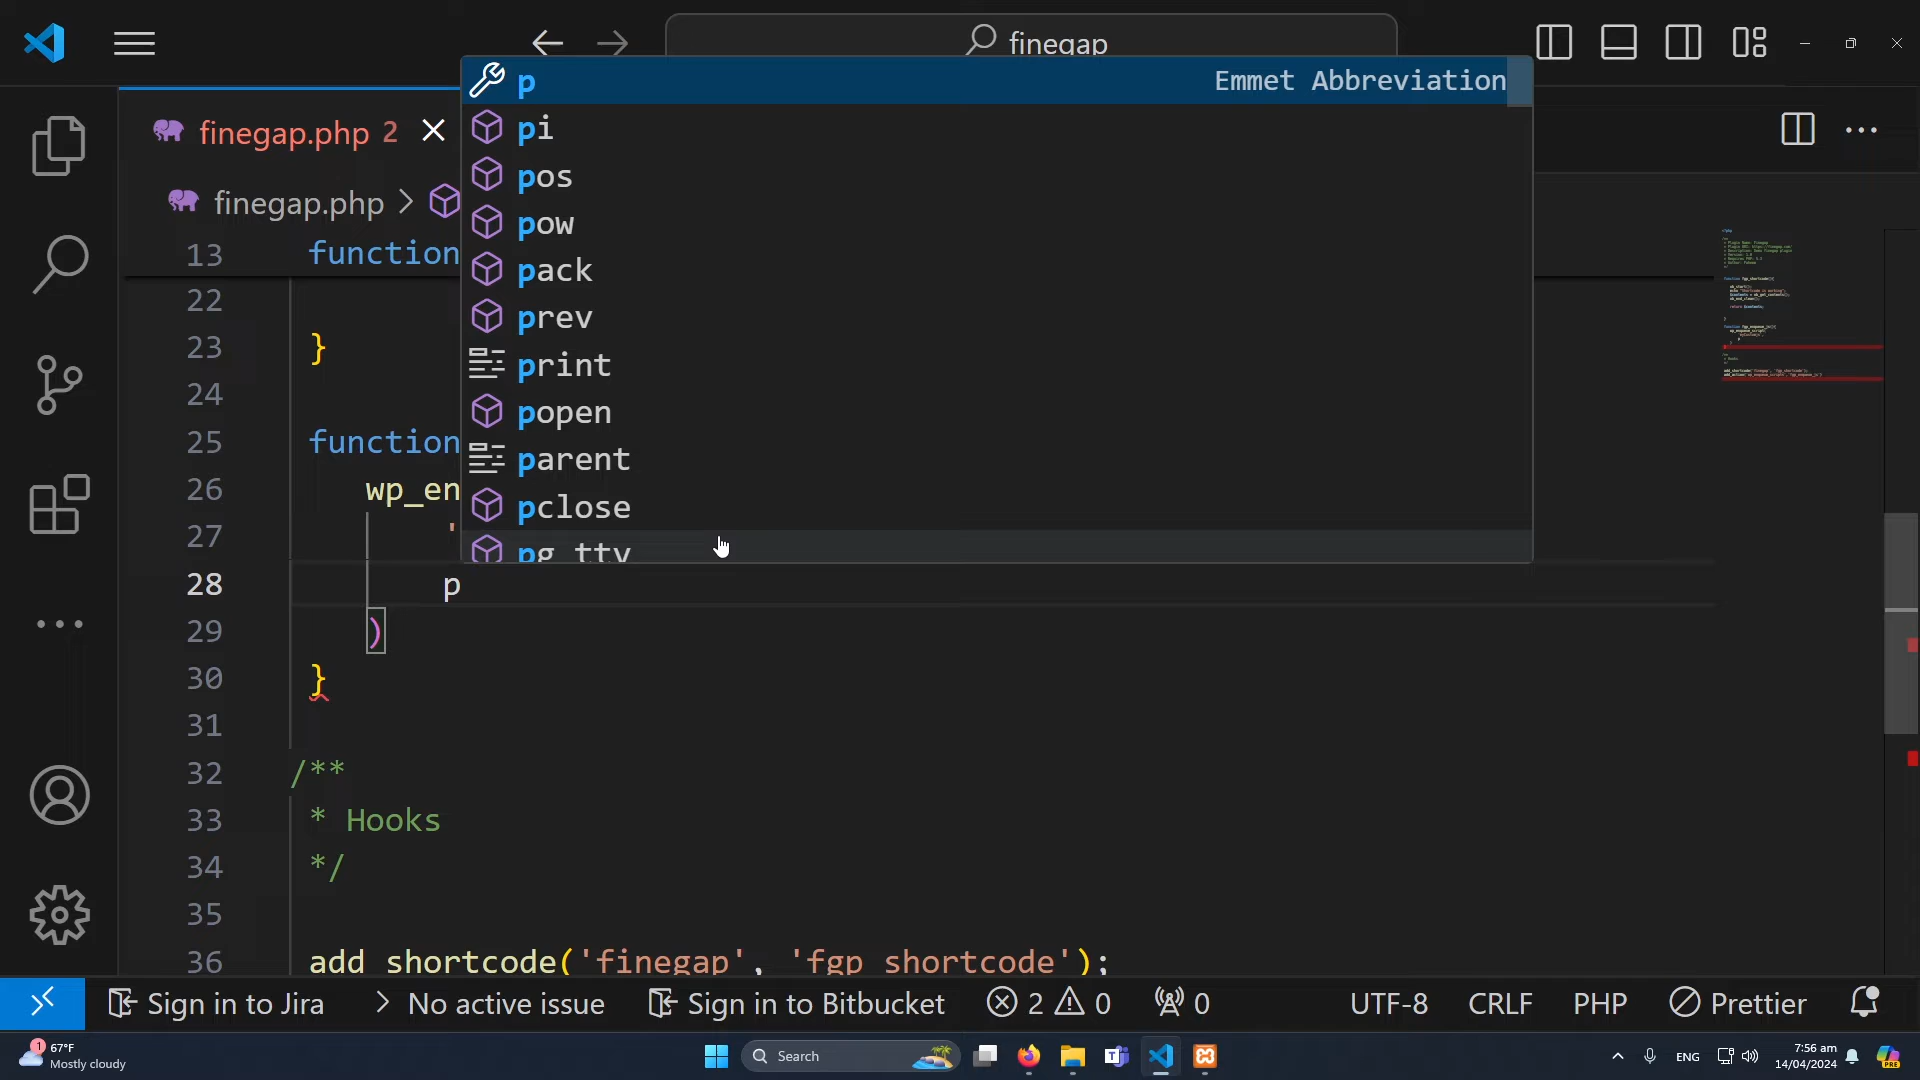 finegap
finegap.php 2
finegap.php
p Emmet Abbreviation
pi
pos
pow
pack
prev
print
popen
parent
pclose
pg_tty
13 function
22
23 }
24
25 function
26 wp_en
27 '
28 p
29 )
30 }
31
32 /**
33 * Hooks
34 */
35
36 add_shortcode('finegap', 'fgp_shortcode');
Sign in to Jira No active issue Sign in to Bitbucket 2 0 0 UTF-8 CRLF PHP Prettier
1 67°F
Mostly cloudy
Search
ENG
7:56 am
14/04/2024
PRE